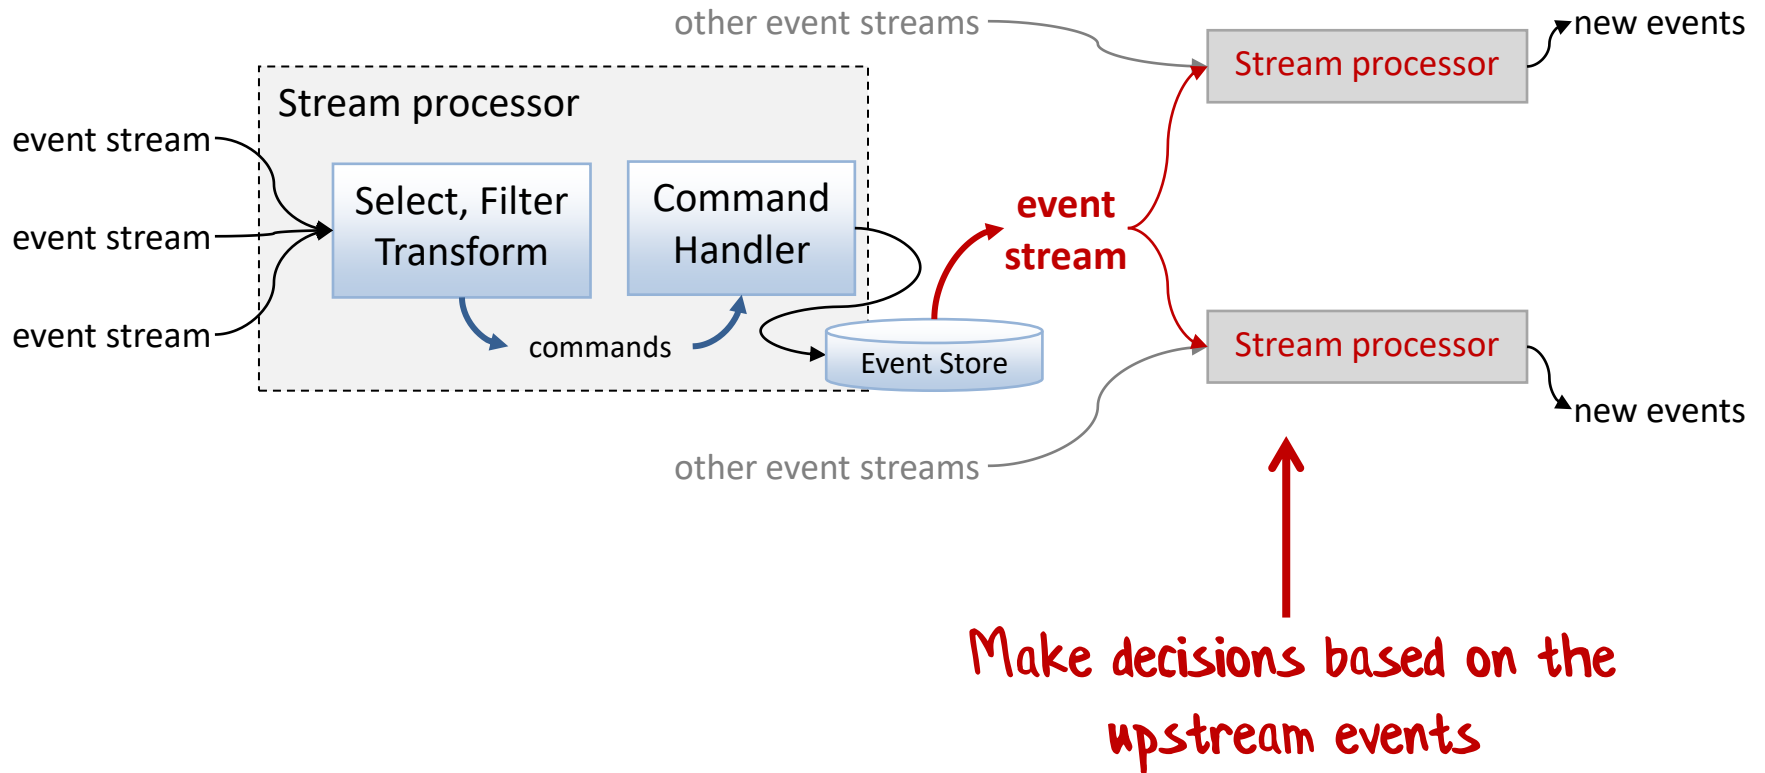 other event streams
new events
Stream processor
Stream processor
event stream
event stream
event stream
Select, Filter
Transform
Command
Handler
commands
Event Store
event
stream
Stream processor
new events
other event streams
Make decisions based on the
upstream events